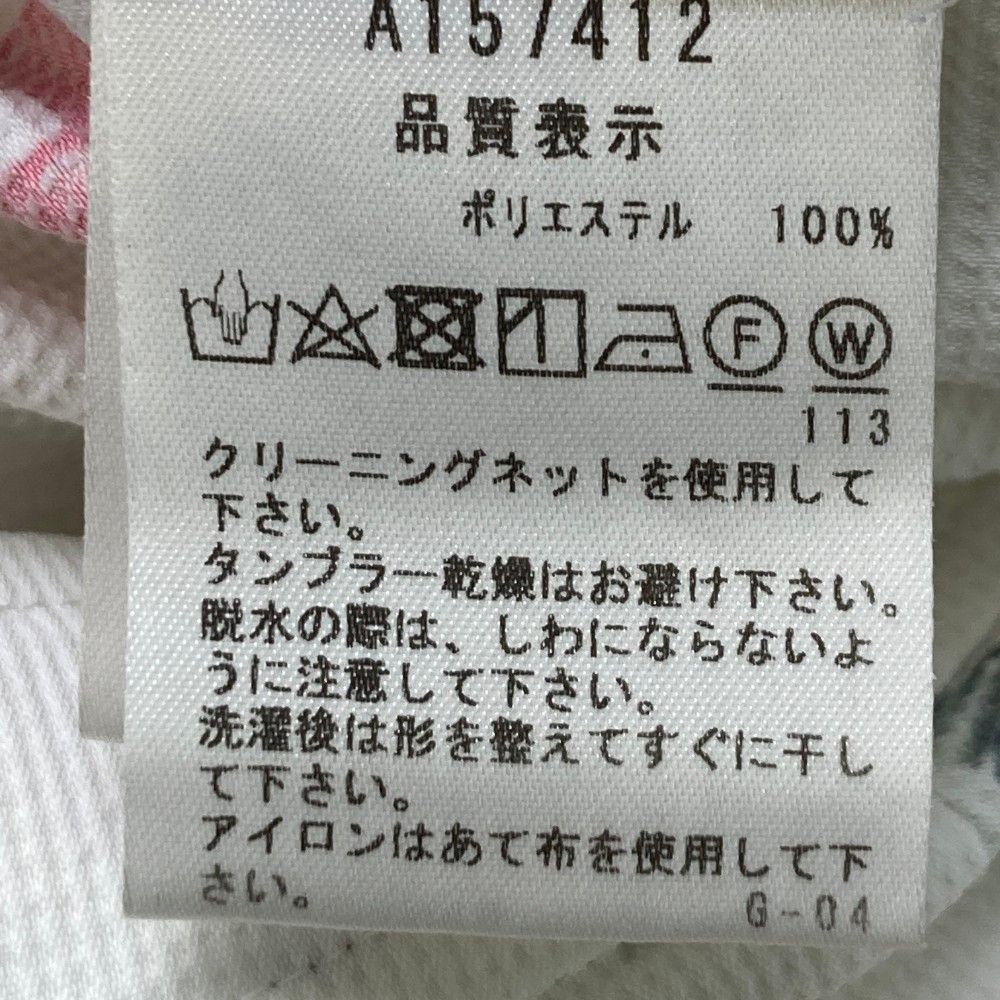 A15/412
品質表示
ポリエステル 100%
F W
113
クリーニングネットを使用して
下さい。
タンブラー乾燥はお避け下さい。
脱水の際は、しわにならないよ
うに注意して下さい。
洗濯後は形を整えてすぐに干し
て下さい。
アイロンはあて布を使用して下
さい。
G-04